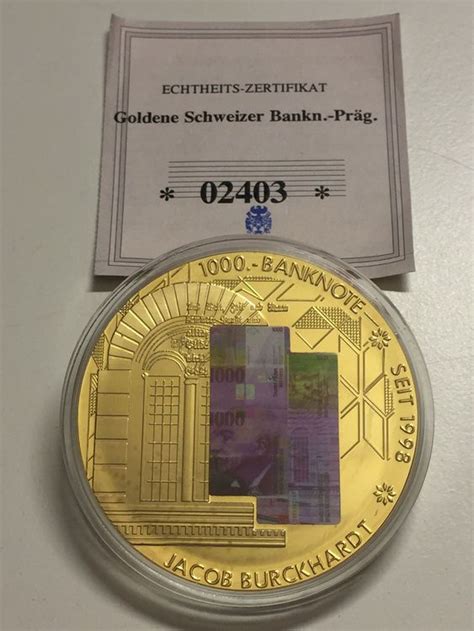 ECHTHEITS-ZERTIFIKAT
Goldene Schweizer Bankn.-Präg.
* 02403 *
1000.-BANKNOTE
SEIT 1998
JACOB BURCKHARDT
1000
1000